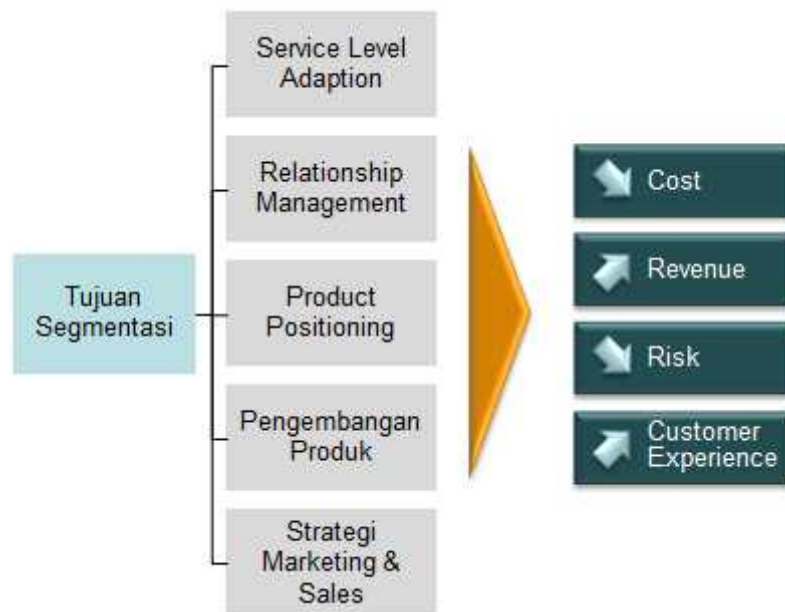 Tujuan
Segmentasi
Service Level
Adaption
Relationship
Management
Product
Positioning
Pengembangan
Produk
Strategi
Marketing &
Sales
Cost
Revenue
Risk
Customer
Experience